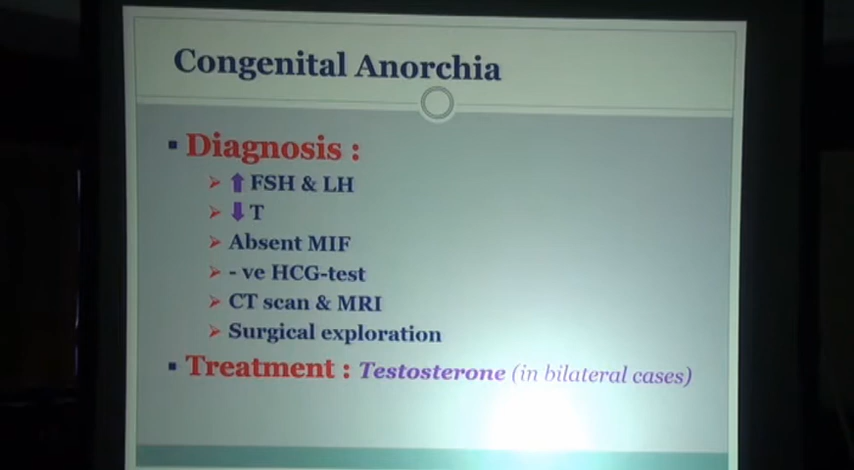 Congenital Anorchia
▪ Diagnosis :
➢ ⬆ FSH & LH
➢ ⬇ T
➢ Absent MIF
➢ - ve HCG-test
➢ CT scan & MRI
➢ Surgical exploration
▪ Treatment : Testosterone (in bilateral cases)